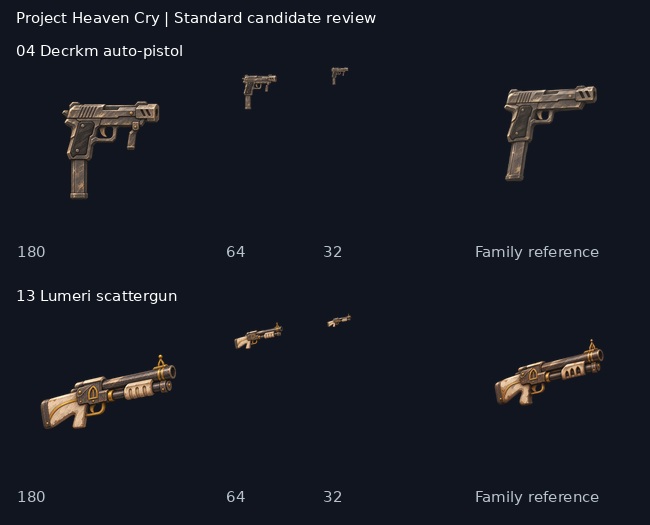 Project Heaven Cry | Standard candidate review
04 Decrkm auto-pistol
180 64 32 Family reference
13 Lumeri scattergun
180 64 32 Family reference